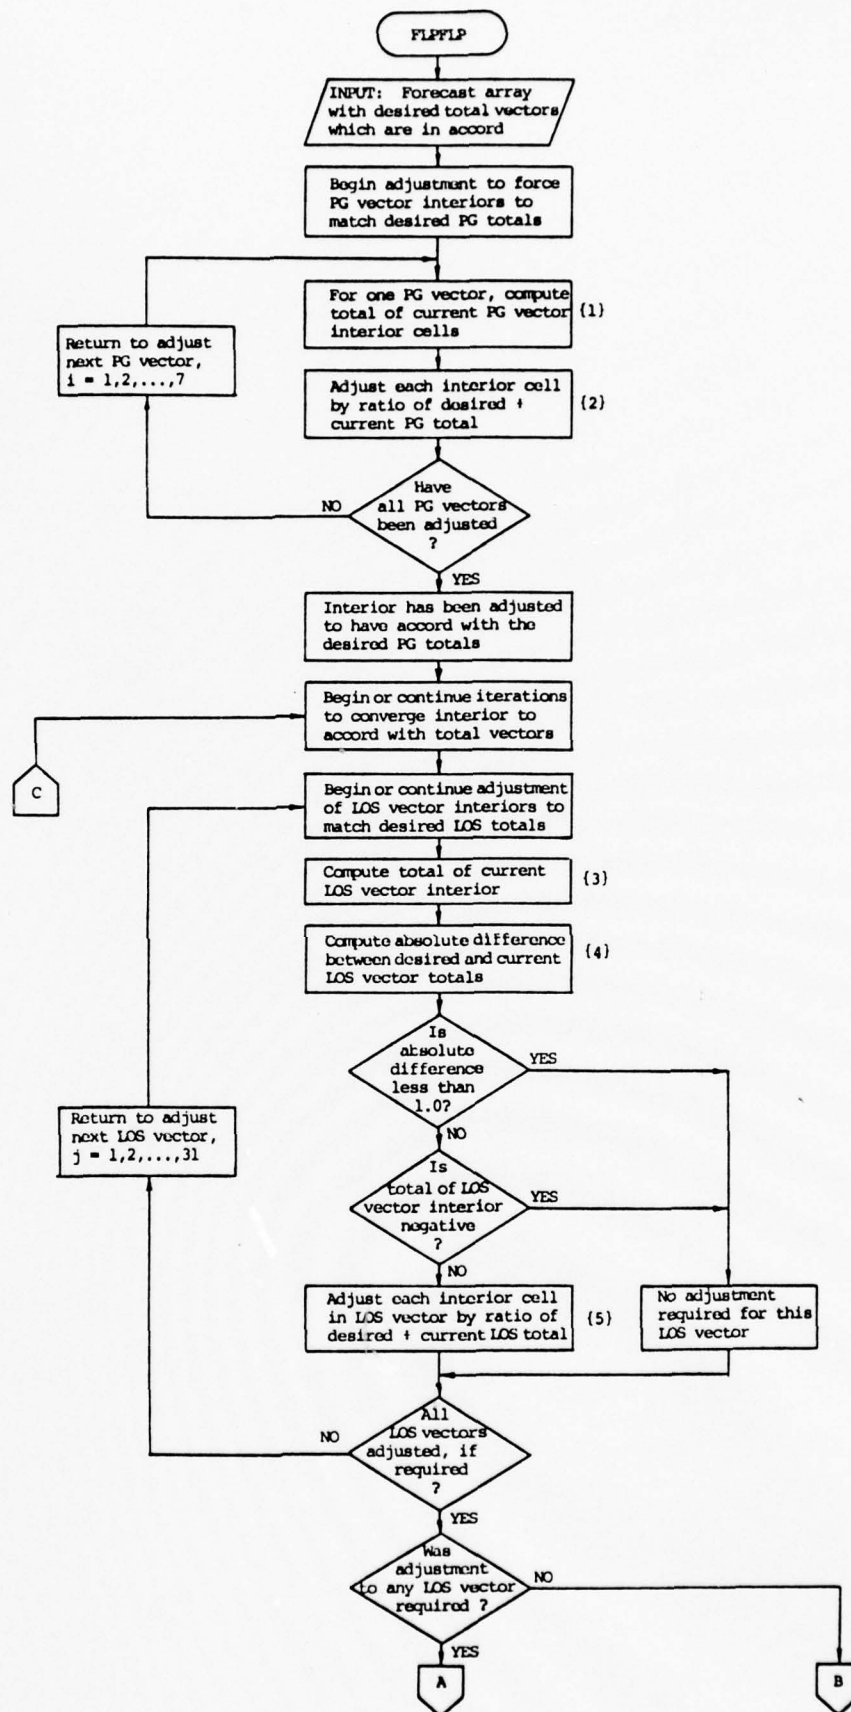 FLPFLP
INPUT: Forecast array
with desired total vectors
which are in accord
Begin adjustment to force
PG vector interiors to
match desired PG totals
For one PG vector, compute
total of current PG vector
interior cells
{1}
Return to adjust
next PG vector,
i = 1,2,...,7
Adjust each interior cell
by ratio of desired ÷
current PG total
{2}
Have
all PG vectors
been adjusted
?
NO
YES
Interior has been adjusted
to have accord with the
desired PG totals
Begin or continue iterations
to converge interior to
accord with total vectors
C
Begin or continue adjustment
of LOS vector interiors to
match desired LOS totals
Compute total of current
LOS vector interior
{3}
Compute absolute difference
between desired and current
LOS vector totals
{4}
Is
absolute
difference
less than
1.0?
YES
NO
Return to adjust
next LOS vector,
j = 1,2,...,31
Is
total of LOS
vector interior
negative
?
YES
NO
Adjust each interior cell
in LOS vector by ratio of
desired ÷ current LOS total
{5}
No adjustment
required for this
LOS vector
All
LOS vectors
adjusted, if
required
?
NO
YES
Was
adjustment
to any LOS vector
required ?
NO
YES
A
B